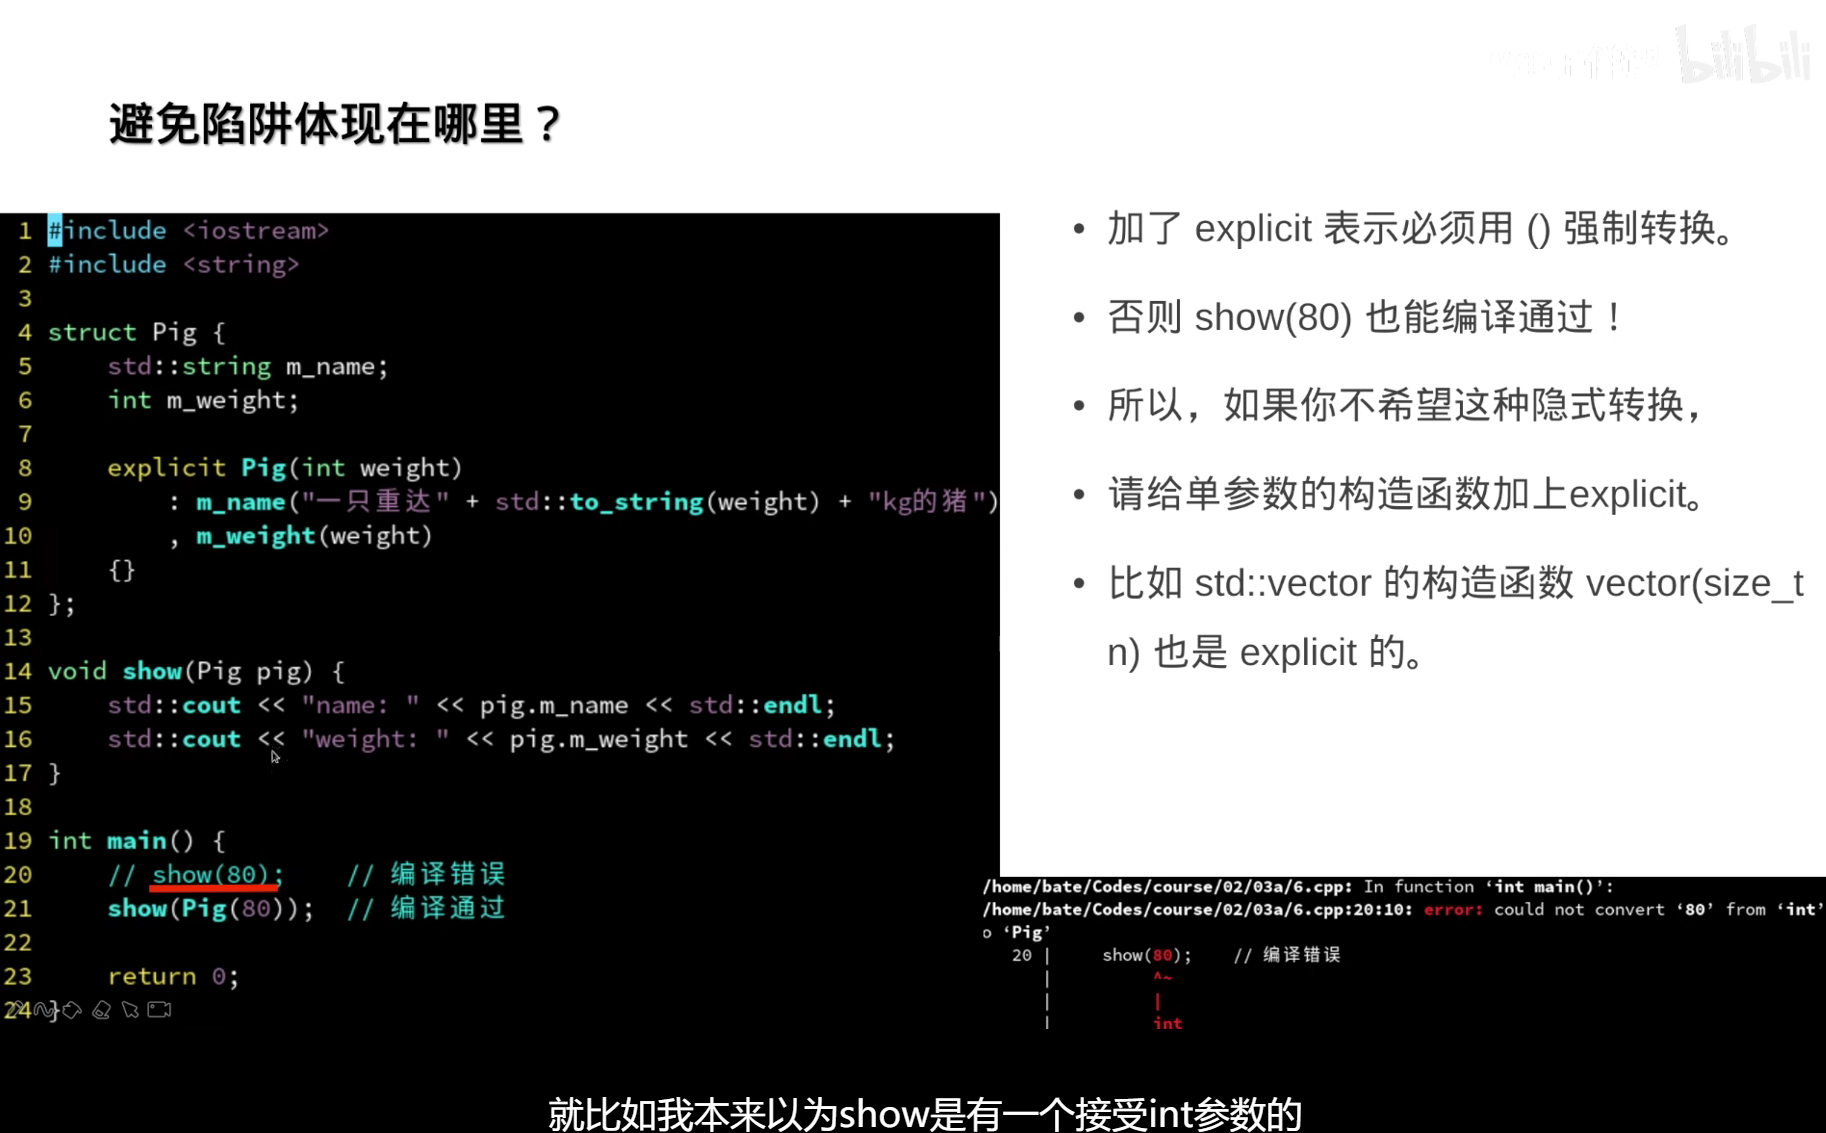 bilibili
避免陷阱体现在哪里？
1 #include <iostream>
2 #include <string>
3
4 struct Pig {
5     std::string m_name;
6     int m_weight;
7
8     explicit Pig(int weight)
9         : m_name("一只重达" + std::to_string(weight) + "kg的猪")
10         , m_weight(weight)
11     {}
12 };
13
14 void show(Pig pig) {
15     std::cout << "name: " << pig.m_name << std::endl;
16     std::cout << "weight: " << pig.m_weight << std::endl;
17 }
18
19 int main() {
20     // show(80);    // 编译错误
21     show(Pig(80));  // 编译通过
22
23     return 0;
24 }
• 加了 explicit 表示必须用 () 强制转换。
• 否则 show(80) 也能编译通过！
• 所以，如果你不希望这种隐式转换，
• 请给单参数的构造函数加上explicit。
• 比如 std::vector 的构造函数 vector(size_t
n) 也是 explicit 的。
/home/bate/Codes/course/02/03a/6.cpp: In function ‘int main()’:
/home/bate/Codes/course/02/03a/6.cpp:20:10: error: could not convert ‘80’ from ‘int’
o ‘Pig’
20 |     show(80);    // 编译错误
|          ^~
|          |
|          int
就比如我本来以为show是有一个接受int参数的